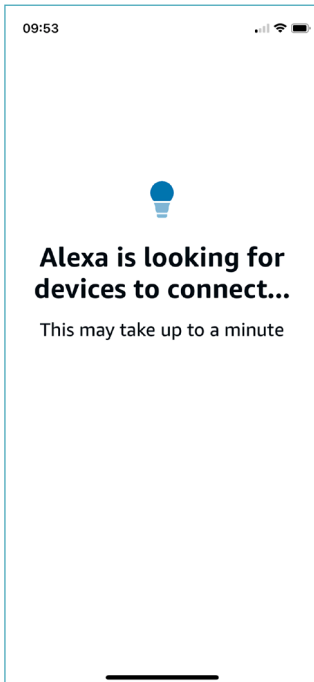 09:53
Alexa is looking for
devices to connect...
This may take up to a minute